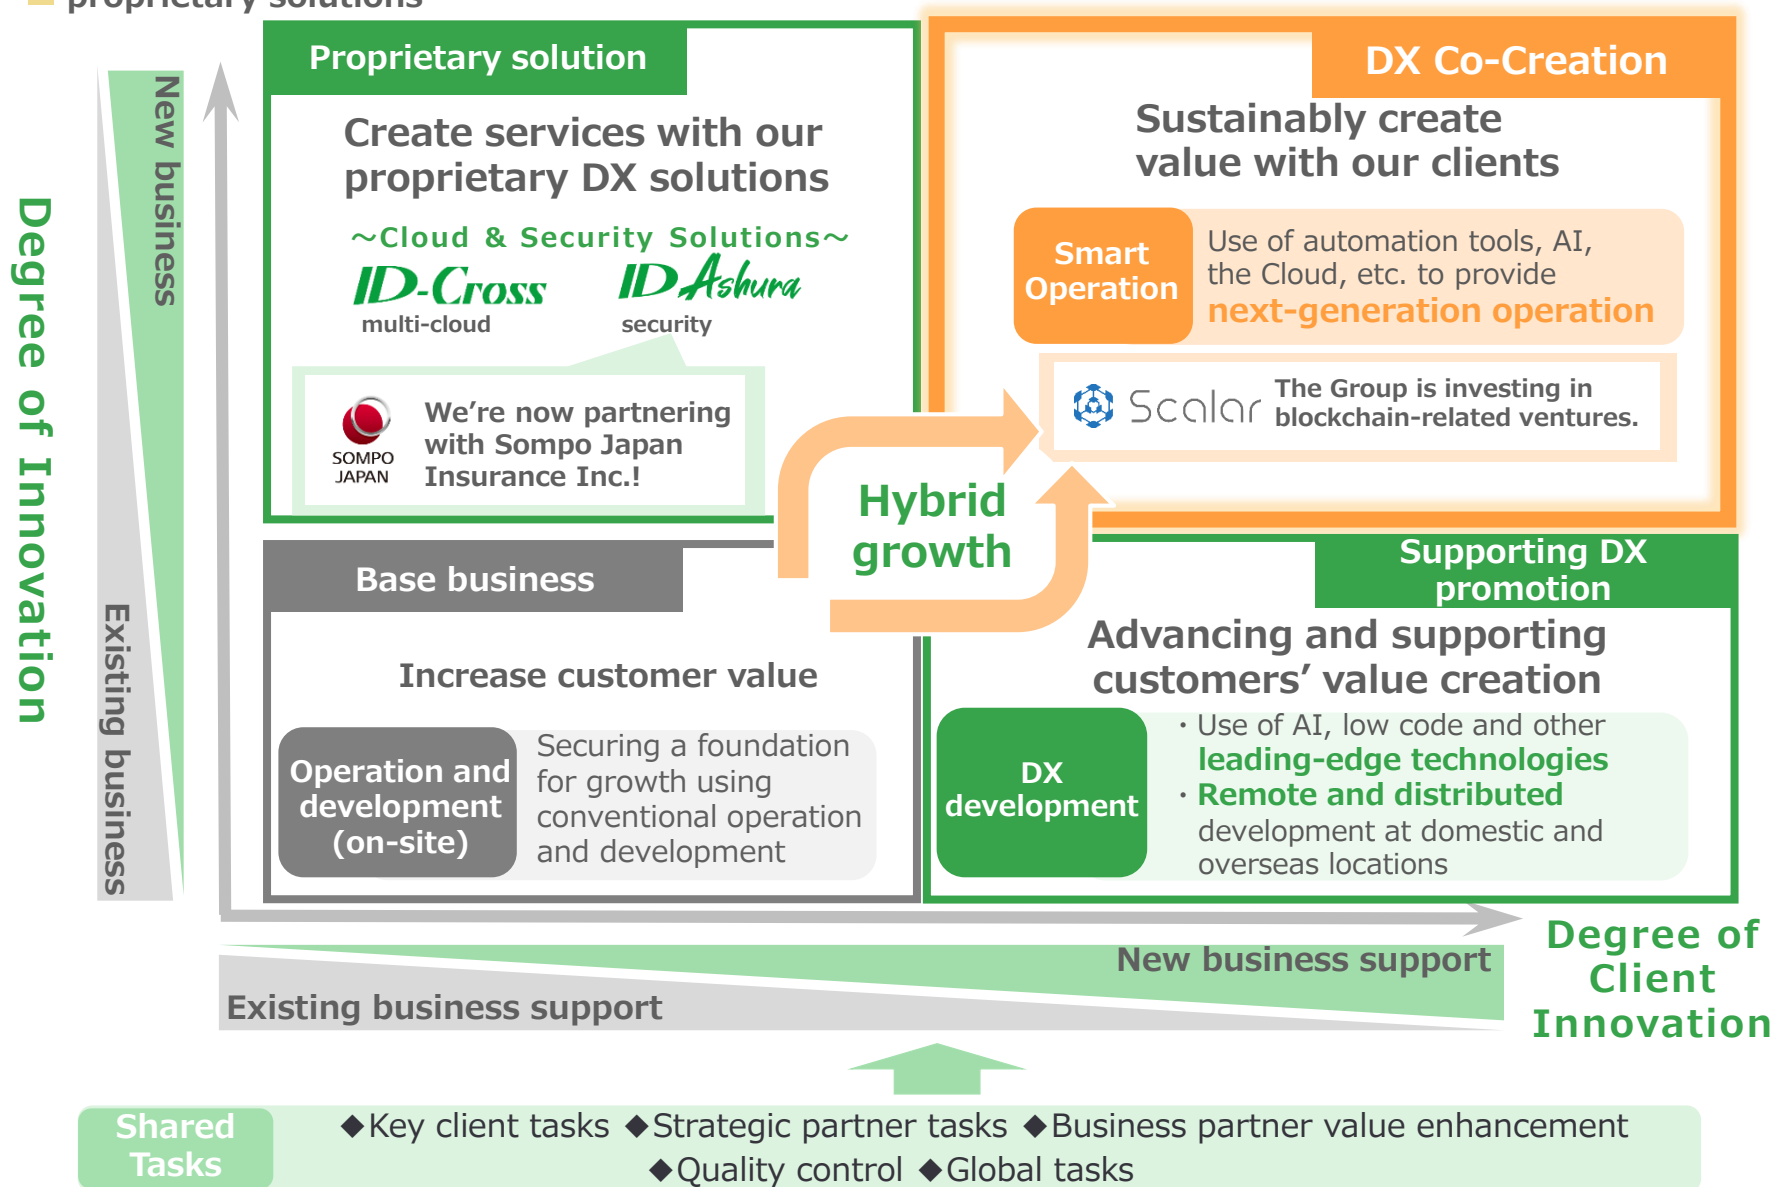 proprietary solutions
Proprietary solution
Create services with our
proprietary DX solutions
～Cloud & Security Solutions～
ID-Cross
multi-cloud
ID Ashura
security
SOMPO
JAPAN
We’re now partnering
with Sompo Japan
Insurance Inc.!
DX Co-Creation
Sustainably create
value with our clients
Smart
Operation
Use of automation tools, AI,
the Cloud, etc. to provide
next-generation operation
Scalar
The Group is investing in
blockchain-related ventures.
Hybrid
growth
Base business
Increase customer value
Operation and
development
(on-site)
Securing a foundation
for growth using
conventional operation
and development
Supporting DX
promotion
Advancing and supporting
customers’ value creation
DX
development
・Use of AI, low code and other
leading-edge technologies
・Remote and distributed
development at domestic and
overseas locations
Degree of Innovation
New business
Existing business
New business support
Existing business support
Degree of
Client
Innovation
Shared
Tasks
◆Key client tasks ◆Strategic partner tasks ◆Business partner value enhancement
◆Quality control ◆Global tasks